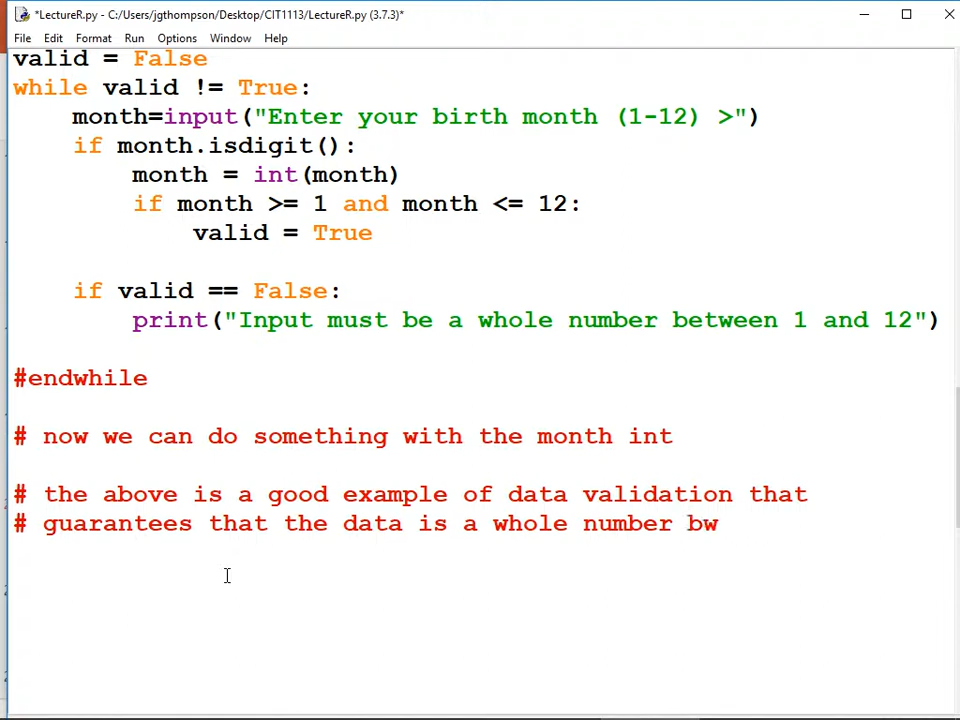 *LectureR.py - C:/Users/jgthompson/Desktop/CIT1113/LectureR.py (3.7.3)*
File Edit Format Run Options Window Help
valid = False
while valid != True:
    month=input("Enter your birth month (1-12) >")
    if month.isdigit():
        month = int(month)
        if month >= 1 and month <= 12:
            valid = True
    if valid == False:
        print("Input must be a whole number between 1 and 12")
#endwhile
# now we can do something with the month int
# the above is a good example of data validation that
# guarantees that the data is a whole number bw